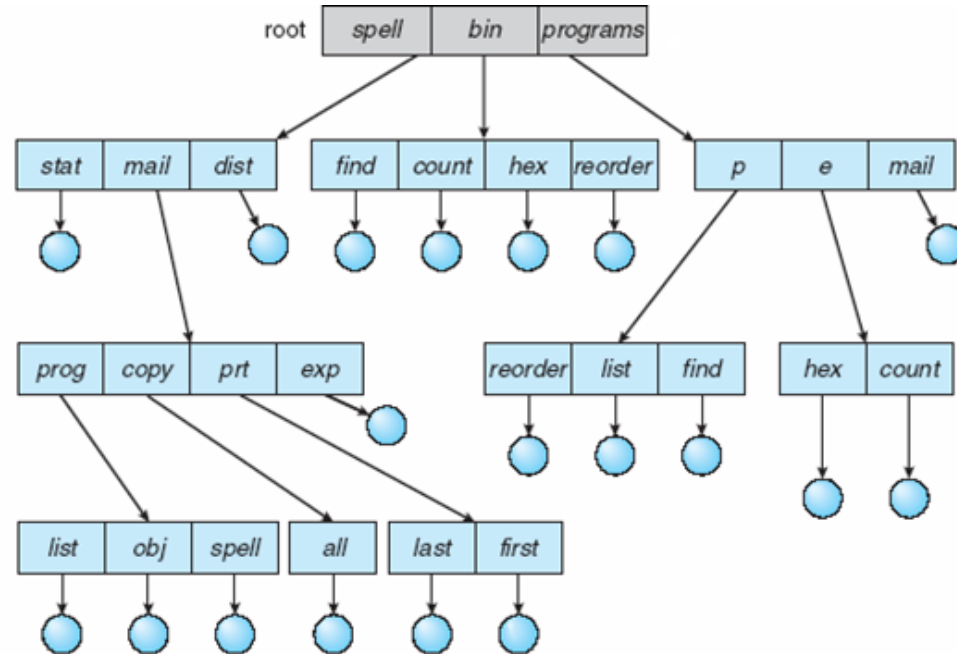 root spell bin programs
stat mail dist find count hex reorder p e mail
prog copy prt exp reorder list find hex count
list obj spell all last first